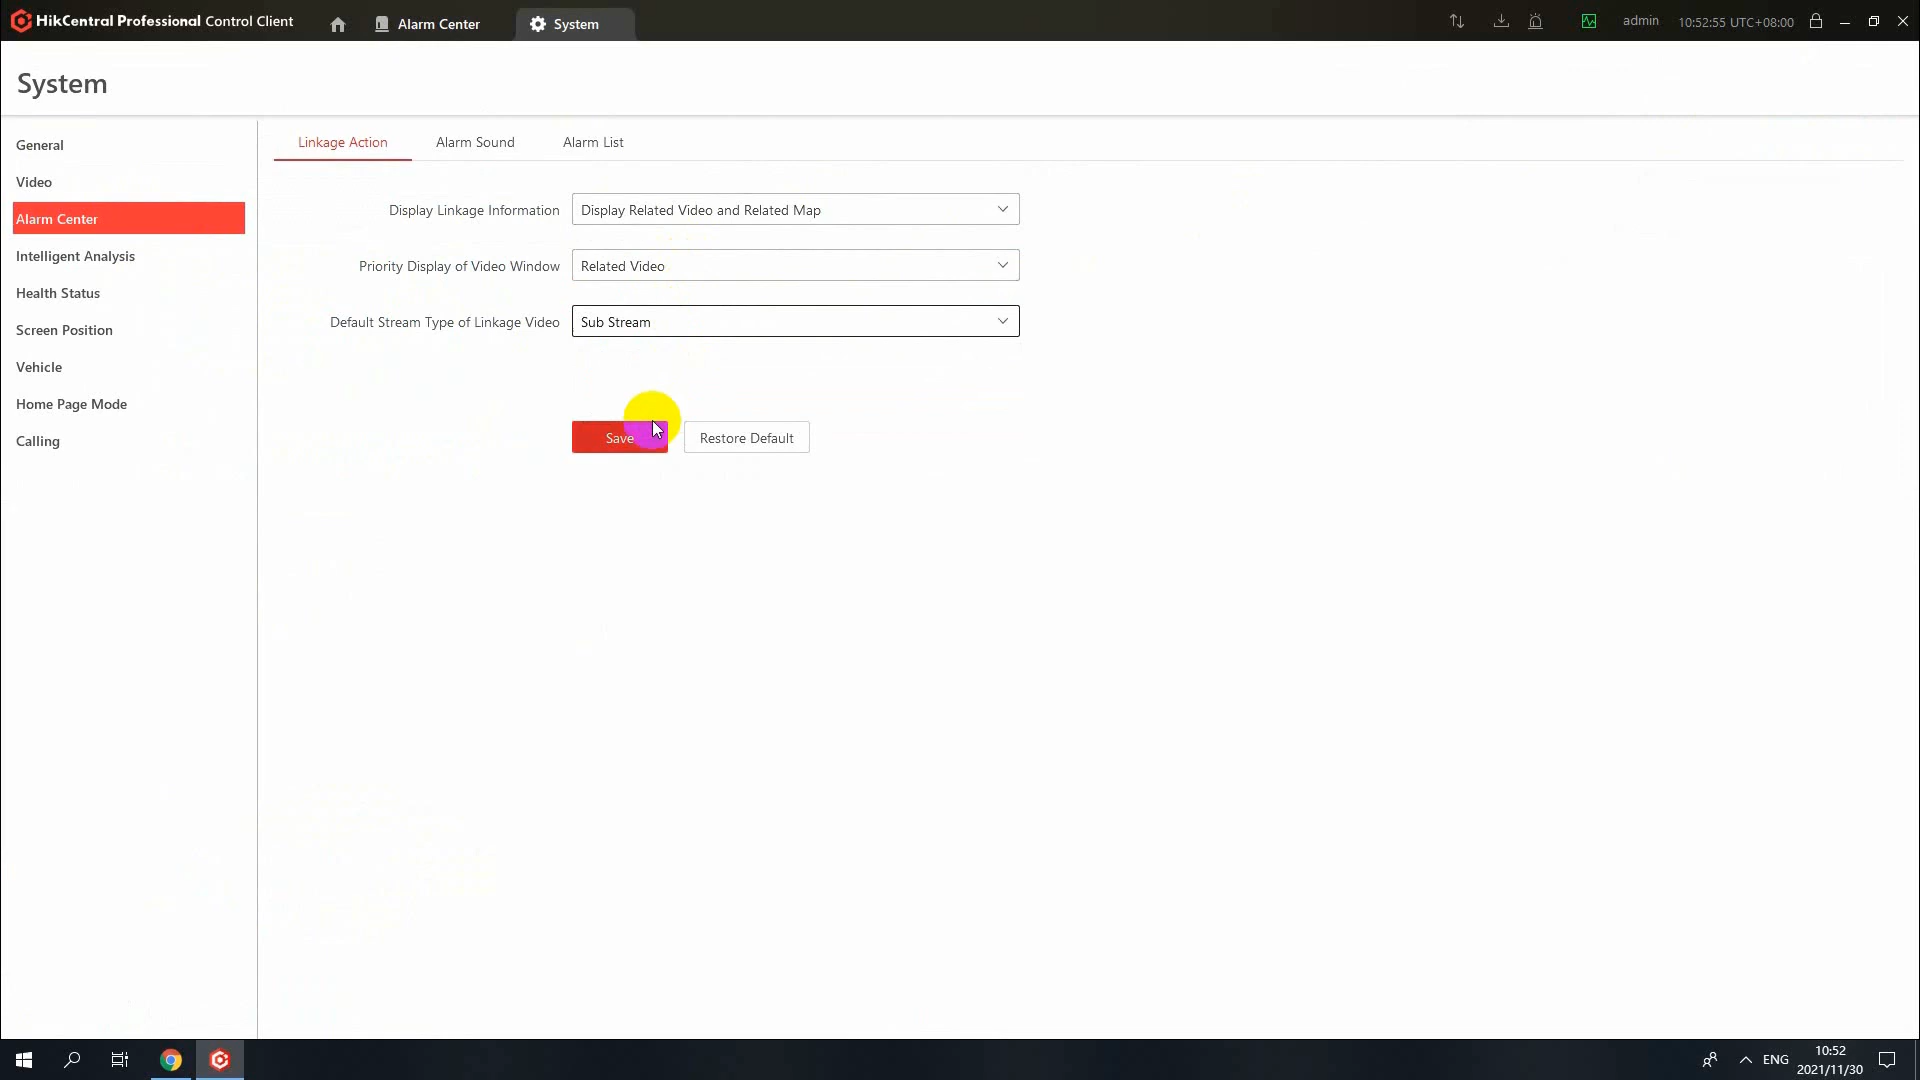 HikCentral Professional Control Client
Alarm Center
System
admin
10:52:55 UTC+08:00
System
General
Video
Alarm Center
Intelligent Analysis
Health Status
Screen Position
Vehicle
Home Page Mode
Calling
Linkage Action
Alarm Sound
Alarm List
Display Linkage Information
Display Related Video and Related Map
Priority Display of Video Window
Related Video
Default Stream Type of Linkage Video
Sub Stream
Save
Restore Default
ENG
10:52
2021/11/30